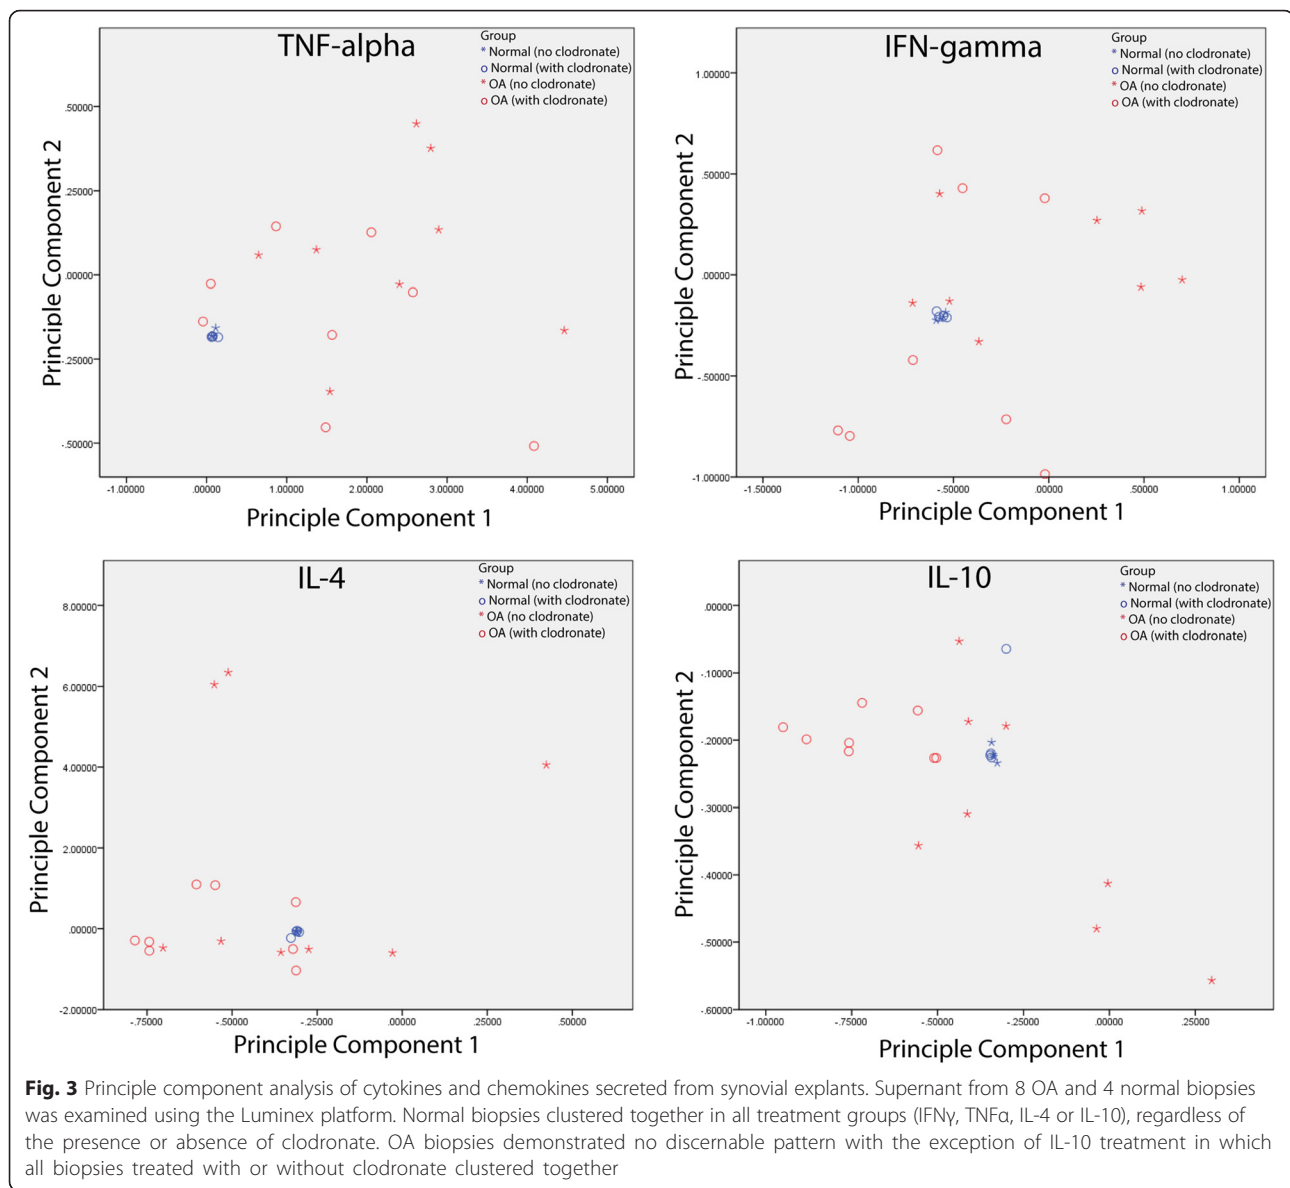 TNF-alpha
Group
* Normal (no clodronate)
o Normal (with clodronate)
* OA (no clodronate)
o OA (with clodronate)
Principle Component 2
.50000
.25000
.00000
-.25000
-.50000
-1.00000 .00000 1.00000 2.00000 3.00000 4.00000 5.00000
Principle Component 1
IFN-gamma
Group
* Normal (no clodronate)
o Normal (with clodronate)
* OA (no clodronate)
o OA (with clodronate)
Principle Component 2
1.00000
.50000
.00000
-.50000
-1.00000
-1.50000 -1.00000 -.50000 .00000 .50000 1.00000
Principle Component 1
IL-4
Group
* Normal (no clodronate)
o Normal (with clodronate)
* OA (no clodronate)
o OA (with clodronate)
Principle Component 2
8.00000
6.00000
4.00000
2.00000
.00000
-2.00000
-.75000 -.50000 -.25000 .00000 .25000 .50000
Principle Component 1
IL-10
Group
* Normal (no clodronate)
o Normal (with clodronate)
* OA (no clodronate)
o OA (with clodronate)
Principle Component 2
.00000
-.10000
-.20000
-.30000
-.40000
-.50000
-.60000
-1.00000 -.75000 -.50000 -.25000 .00000 .25000
Principle Component 1
Fig. 3 Principle component analysis of cytokines and chemokines secreted from synovial explants. Supernant from 8 OA and 4 normal biopsies
was examined using the Luminex platform. Normal biopsies clustered together in all treatment groups (IFNγ, TNFα, IL-4 or IL-10), regardless of
the presence or absence of clodronate. OA biopsies demonstrated no discernable pattern with the exception of IL-10 treatment in which
all biopsies treated with or without clodronate clustered together